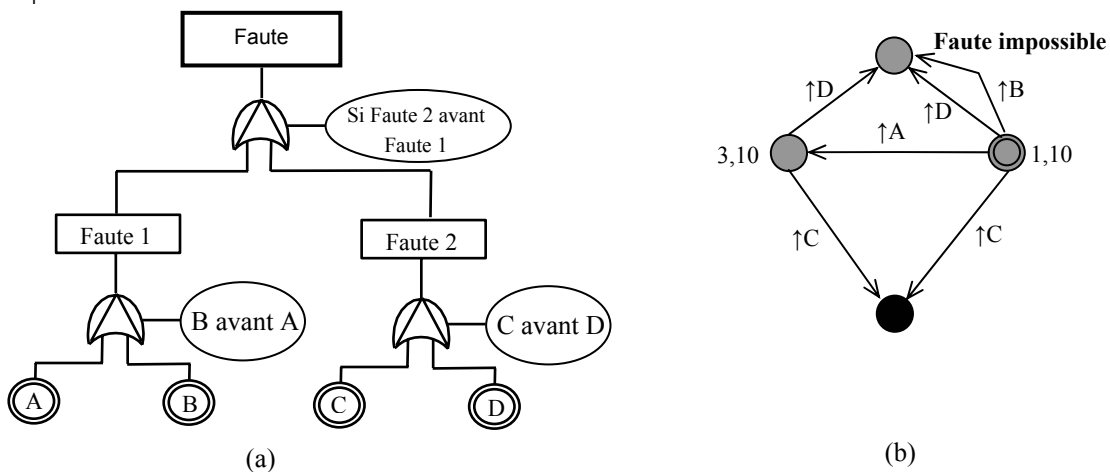 Faute
Si Faute 2 avant
Faute 1
Faute 1
Faute 2
B avant A
C avant D
A
B
C
D
(a)
Faute impossible
↑D
↑B
↑D
↑A
3,10
1,10
↑C
↑C
(b)